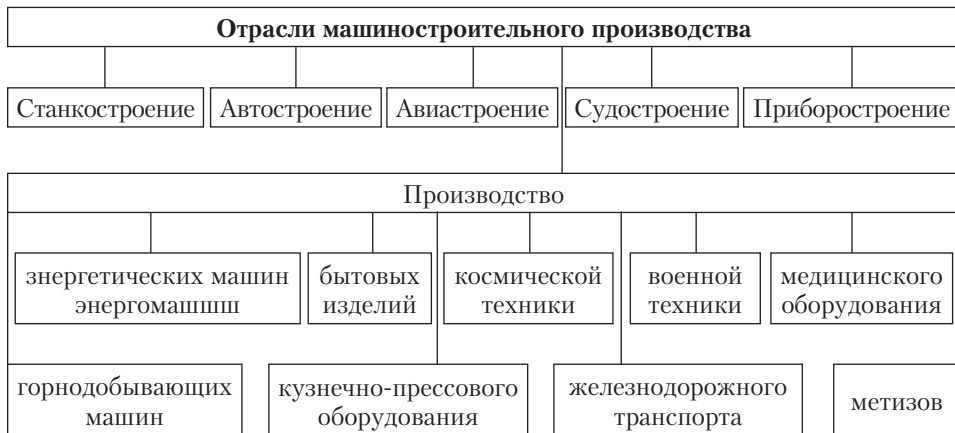 Отрасли машиностроительного производства
Станкостроение Автостроение Авиастроение Судостроение Приборостроение
Производство
знергетических машин
энергомашшш
бытовых
изделий
космической
техники
военной
техники
медицинского
оборудования
горнодобывающих
машин
кузнечно-прессового
оборудования
железнодорожного
транспорта
метизов